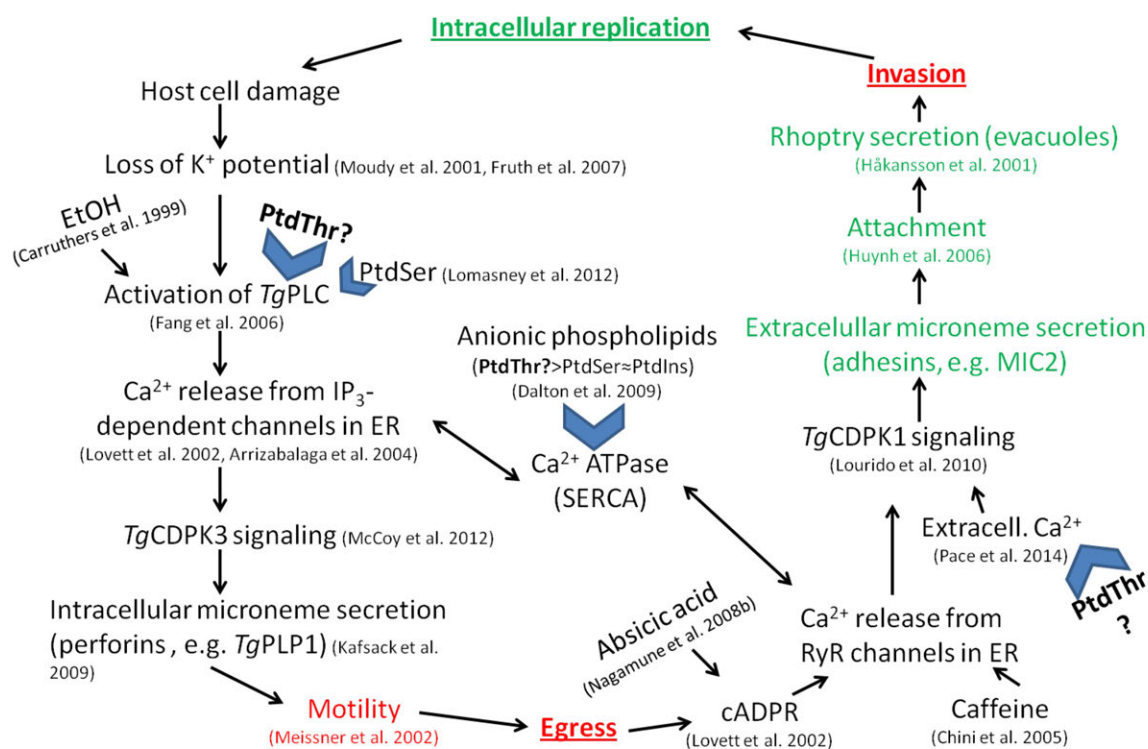 Intracellular replication
Host cell damage
Loss of K⁺ potential (Moudy et al. 2001, Fruth et al. 2007)
EtOH
(Carruthers et al. 1999)
PtdThr?
PtdSer (Lomasney et al. 2012)
Activation of TgPLC
(Fang et al. 2006)
Ca²⁺ release from IP₃-
dependent channels in ER
(Lovett et al. 2002, Arrizabalaga et al. 2004)
TgCDPK3 signaling (McCoy et al. 2012)
Intracellular microneme secretion
(perforins , e.g. TgPLP1) (Kafsack et al.
2009)
Motility
(Meissner et al. 2002)
Egress
Anionic phospholipids
(PtdThr?>PtdSer≈PtdIns)
(Dalton et al. 2009)
Ca²⁺ ATPase
(SERCA)
Absicic acid
(Nagamune et al. 2008b)
cADPR
(Lovett et al. 2002)
Caffeine
(Chini et al. 2005)
Ca²⁺ release from
RyR channels in ER
PtdThr
?
Extracell. Ca²⁺
(Pace et al. 2014)
TgCDPK1 signaling
(Lourido et al. 2010)
Extracelullar microneme secretion
(adhesins, e.g. MIC2)
Attachment
(Huynh et al. 2006)
Rhoptry secretion (evacuoles)
(Håkansson et al. 2001)
Invasion